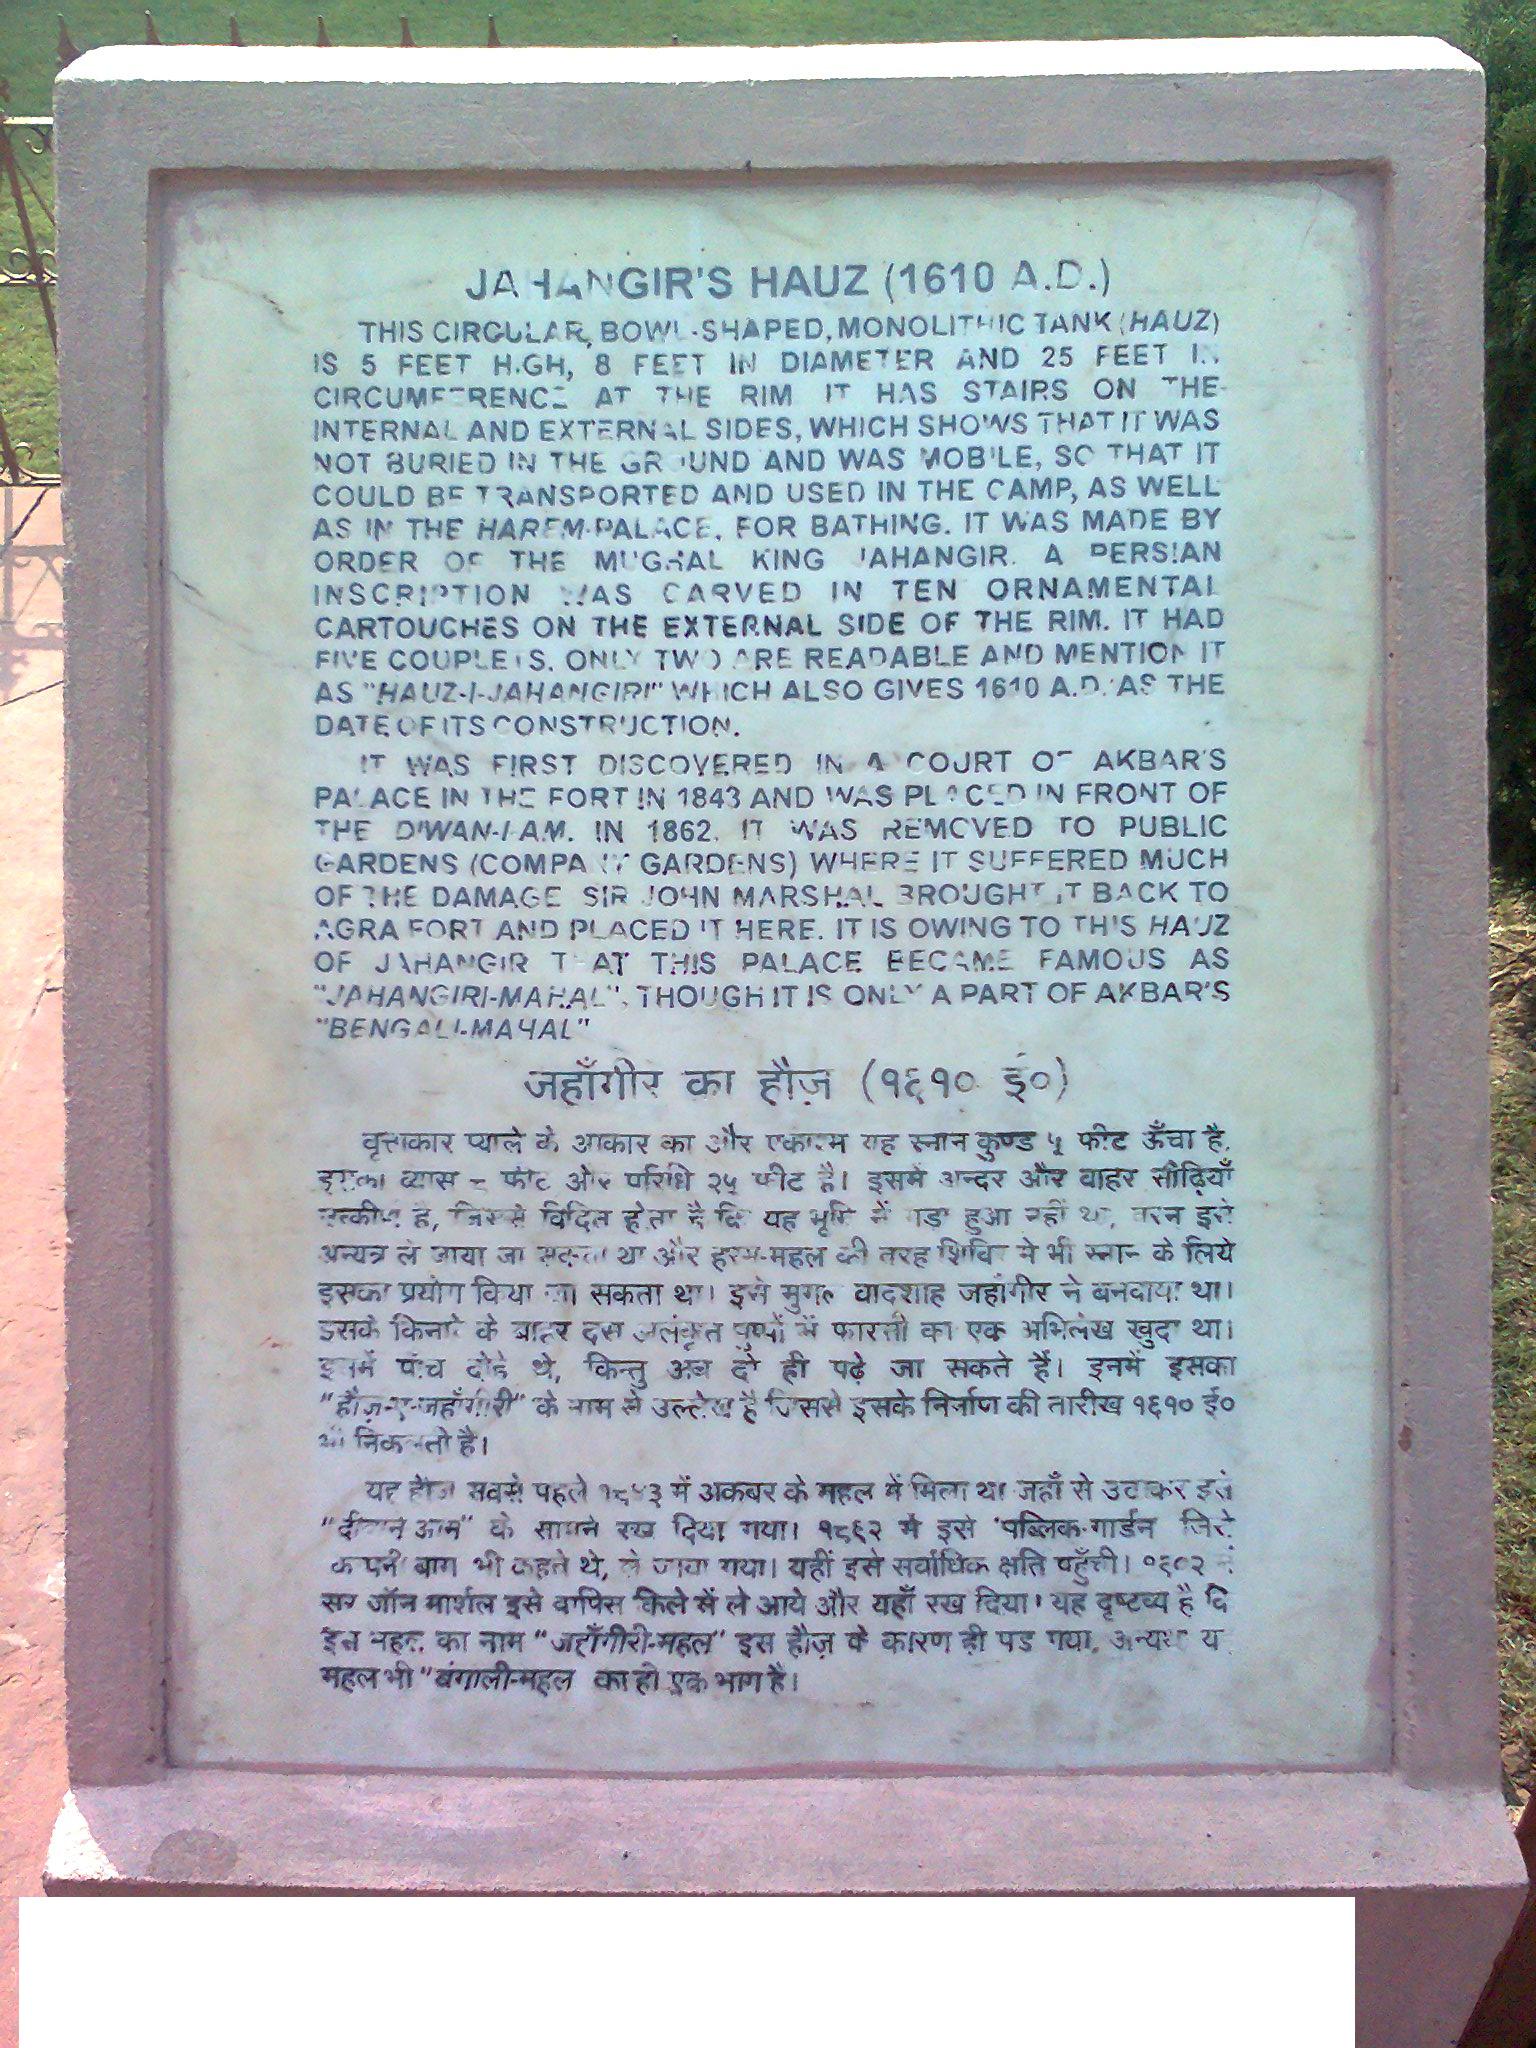 JAHANGIR'S HAUZ (1610 A.D.)
THIS CIRCULAR, BOWL-SHAPED, MONOLITHIC TANK (HAUZ)
IS 5 FEET HIGH, 8 FEET IN DIAMETER AND 25 FEET IN
CIRCUMFERENCE AT THE RIM IT HAS STAIRS ON THE
INTERNAL AND EXTERNAL SIDES, WHICH SHOWS THAT IT WAS
NOT BURIED IN THE GROUND AND WAS MOBILE, SO THAT IT
COULD BE TRANSPORTED AND USED IN THE CAMP, AS WELL
AS IN THE HAREM-PALACE, FOR BATHING. IT WAS MADE BY
ORDER OF THE MUGHAL KING JAHANGIR. A PERSIAN
INSCRIPTION WAS CARVED IN TEN ORNAMENTAL
CARTOUCHES ON THE EXTERNAL SIDE OF THE RIM. IT HAD
FIVE COUPLETS. ONLY TWO ARE READABLE AND MENTION IT
AS "HAUZ-I-JAHANGIRI" WHICH ALSO GIVES 1610 A.D. AS THE
DATE OF ITS CONSTRUCTION.
IT WAS FIRST DISCOVERED IN A COURT OF AKBAR'S
PALACE IN THE FORT IN 1843 AND WAS PLACED IN FRONT OF
THE DIWAN-I-AM. IN 1862, IT WAS REMOVED TO PUBLIC
GARDENS (COMPANY GARDENS) WHERE IT SUFFERED MUCH
OF THE DAMAGE SIR JOHN MARSHAL BROUGHT IT BACK TO
AGRA FORT AND PLACED IT HERE. IT IS OWING TO THIS HAUZ
OF JAHANGIR THAT THIS PALACE BECAME FAMOUS AS
"JAHANGIRI-MAHAL", THOUGH IT IS ONLY A PART OF AKBAR'S
"BENGALI-MAHAL"
जहाँगीर का हौज़ (१६१० ई०)
वृत्ताकार प्याले के आकार का और एकाश्म यह स्नान कुण्ड ५ फीट ऊँचा है,
इसका व्यास फीट और परिधि २५ फीट है। इसमें अन्दर और बाहर सीढ़ियाँ
उत्कीर्ण है, जिससे विदित होता है कि यह भूमि में गड़ा हुआ नहीं था, वरन इसे
अन्यत्र ले जाया जा सकता था और हरम-महल की तरह शिविर में भी स्नान के लिये
इसका प्रयोग किया जा सकता था। इसे मुगल बादशाह जहांगीर ने बनवाया था।
इसके किनारे के बाहर दस अलंकृत पुष्पों में फारसी का एक अभिलेख खुदा था।
इनमें पांच दोहे थे, किन्तु अब दो ही पढ़े जा सकते हैं। इनमें इसका
"हौज़-ए-जहाँगीरी" के नाम से उल्लेख है जिससे इसके निर्माण की तारीख १६१० ई०
भी निकलती है।
यह हौज़ सबसे पहले १८४३ में अकबर के महल में मिला था जहाँ से उठाकर इसे
"दीवाने आम" के सामने रख दिया गया। १८६२ में इसे पब्लिक-गार्डन जिसे
कंपनी बाग भी कहते थे, ले जाया गया। यहीं इसे सर्वाधिक क्षति पहुँची। में
सर जॉन मार्शल इसे वापिस किले में ले आये और यहाँ रख दिया। यह दृष्टव्य है कि
इस महल का नाम "जहाँगीरी-महल" इस हौज़ के कारण ही पड़ गया, अन्यथा
महल भी "बंगाली-महल का ही एक भाग है।